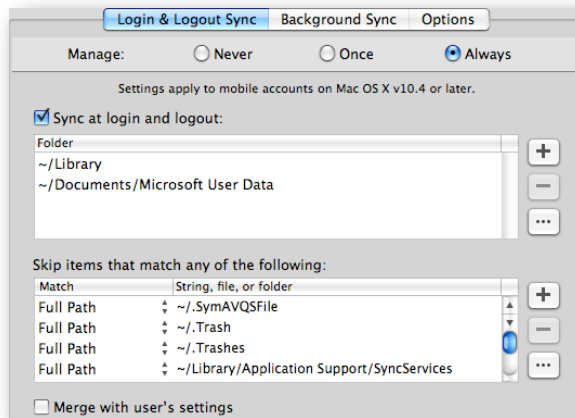 Login & Logout Sync Background Sync Options
Manage: Never Once Always
Settings apply to mobile accounts on Mac OS X v10.4 or later.
Sync at login and logout:
Folder
~/Library
~/Documents/Microsoft User Data
Skip items that match any of the following:
Match String, file, or folder
Full Path ~/.SymAVQSFile
Full Path ~/.Trash
Full Path ~/.Trashes
Full Path ~/Library/Application Support/SyncServices
Merge with user's settings